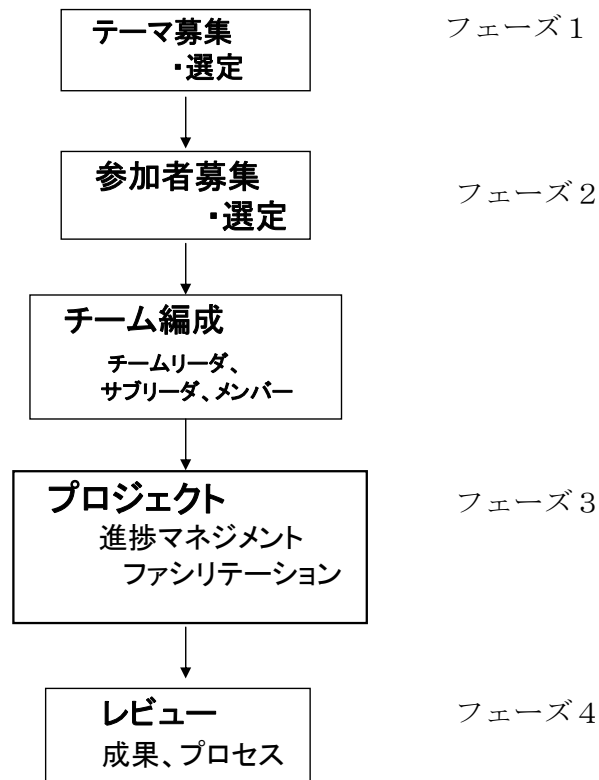 テーマ募集
・選定
フェーズ１
参加者募集
・選定
フェーズ２
チーム編成
チームリーダ、
サブリーダ、メンバー
プロジェクト
進捗マネジメント
ファシリテーション
フェーズ３
レビュー
成果、プロセス
フェーズ４